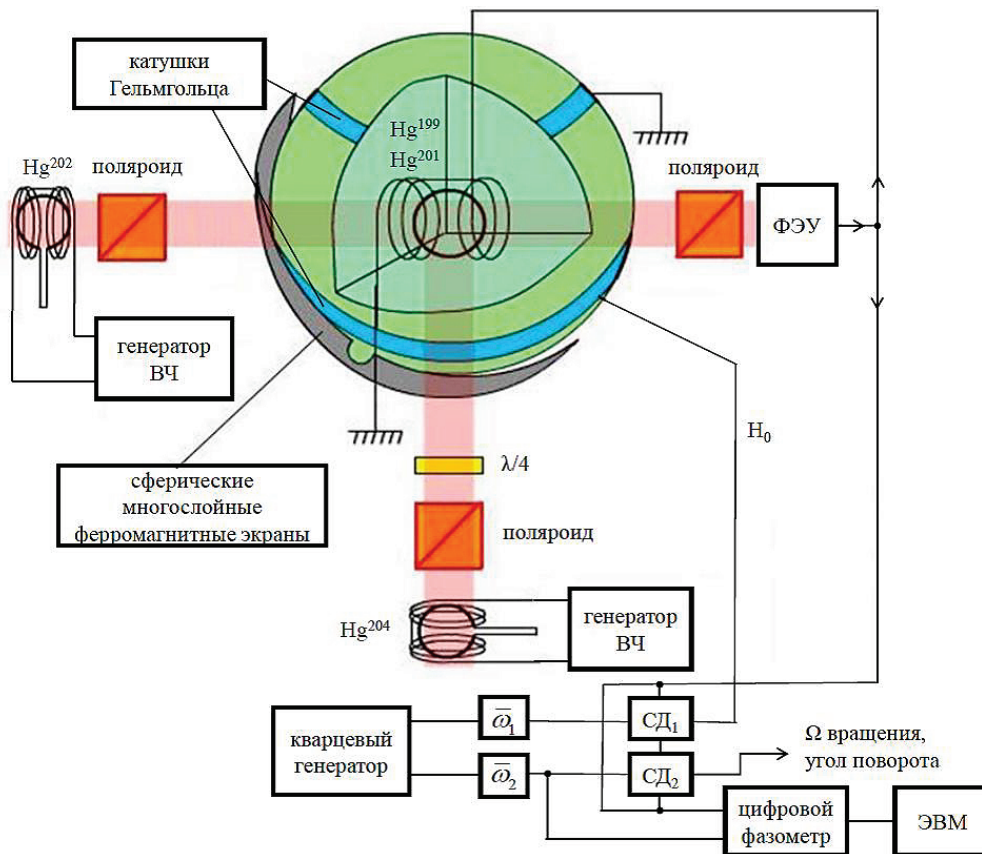 катушки
Гельмгольца
Hg¹⁹⁹
Hg²⁰¹
Hg²⁰²
поляроид
поляроид
ФЭУ
генератор
ВЧ
H₀
λ/4
сферические
многослойные
ферромагнитные экраны
поляроид
Hg²⁰⁴
генератор
ВЧ
кварцевый
генератор
ω̅₁
СД₁
ω̅₂
СД₂
Ω вращения,
угол поворота
цифровой
фазометр
ЭВМ